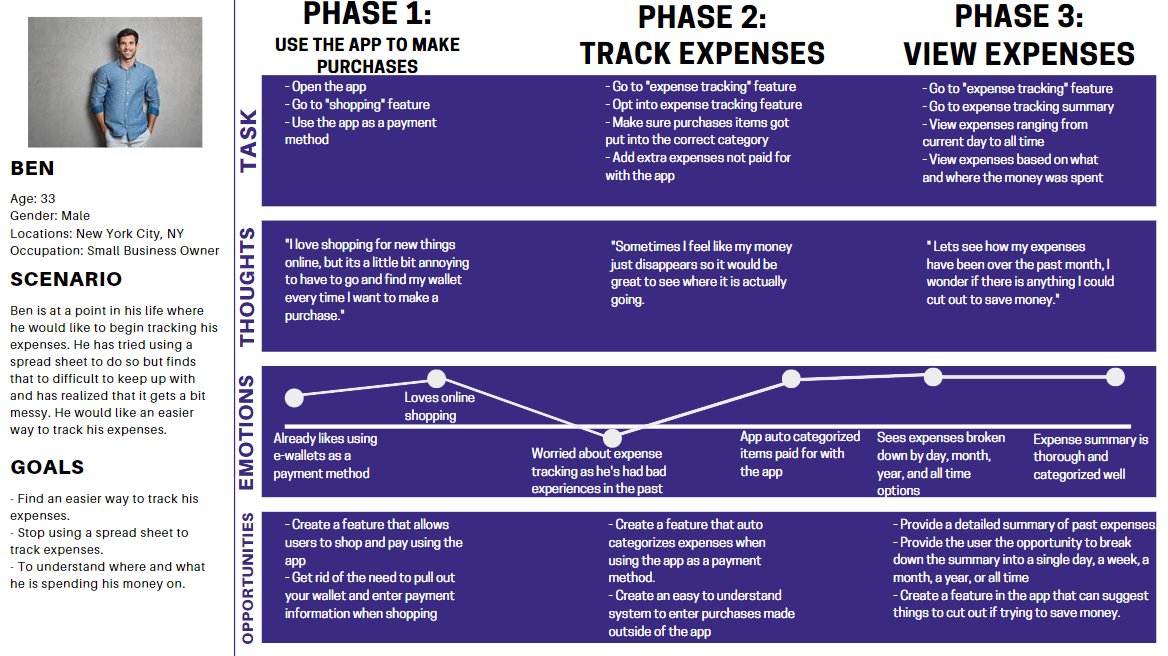 BEN
Age: 33
Gender: Male
Locations: New York City, NY
Occupation: Small Business Owner
SCENARIO
Ben is at a point in his life where
he would like to begin tracking his
expenses. He has tried using a
spread sheet to do so but finds
that to difficult to keep up with
and has realized that it gets a bit
messy. He would like an easier
way to track his expenses.
GOALS
- Find an easier way to track his
expenses.
- Stop using a spread sheet to
track expenses.
- To understand where and what
he is spending his money on.
PHASE 1:
USE THE APP TO MAKE
PURCHASES
PHASE 2:
TRACK EXPENSES
PHASE 3:
VIEW EXPENSES
TASK
- Open the app
- Go to "shopping" feature
- Use the app as a payment
method
- Go to "expense tracking" feature
- Opt into expense tracking feature
- Make sure purchases items got
put into the correct category
- Add extra expenses not paid for
with the app
- Go to "expense tracking" feature
- Go to expense tracking summary
- View expenses ranging from
current day to all time
- View expenses based on what
and where the money was spent
THOUGHTS
"I love shopping for new things
online, but its a little bit annoying
to have to go and find my wallet
every time I want to make a
purchase."
"Sometimes I feel like my money
just disappears so it would be
great to see where it is actually
going.
" Lets see how my expenses
have been over the past month, I
wonder if there is anything I could
cut out to save money."
EMOTIONS
Already likes using
e-wallets as a
payment method
Loves online
shopping
Worried about expense
tracking as he's had bad
experiences in the past
App auto categorized
items paid for with
the app
Sees expenses broken
down by day, month,
year, and all time
options
Expense summary is
thorough and
categorized well
OPPORTUNITIES
- Create a feature that allows
users to shop and pay using the
app
- Get rid of the need to pull out
your wallet and enter payment
information when shopping
- Create a feature that auto
categorizes expenses when
using the app as a payment
method.
- Create an easy to understand
system to enter purchases made
outside of the app
- Provide a detailed summary of past expenses.
- Provide the user the opportunity to break
down the summary into a single day, a week, a
month, a year, or all time
- Create a feature in the app that can suggest
things to cut out if trying to save money.